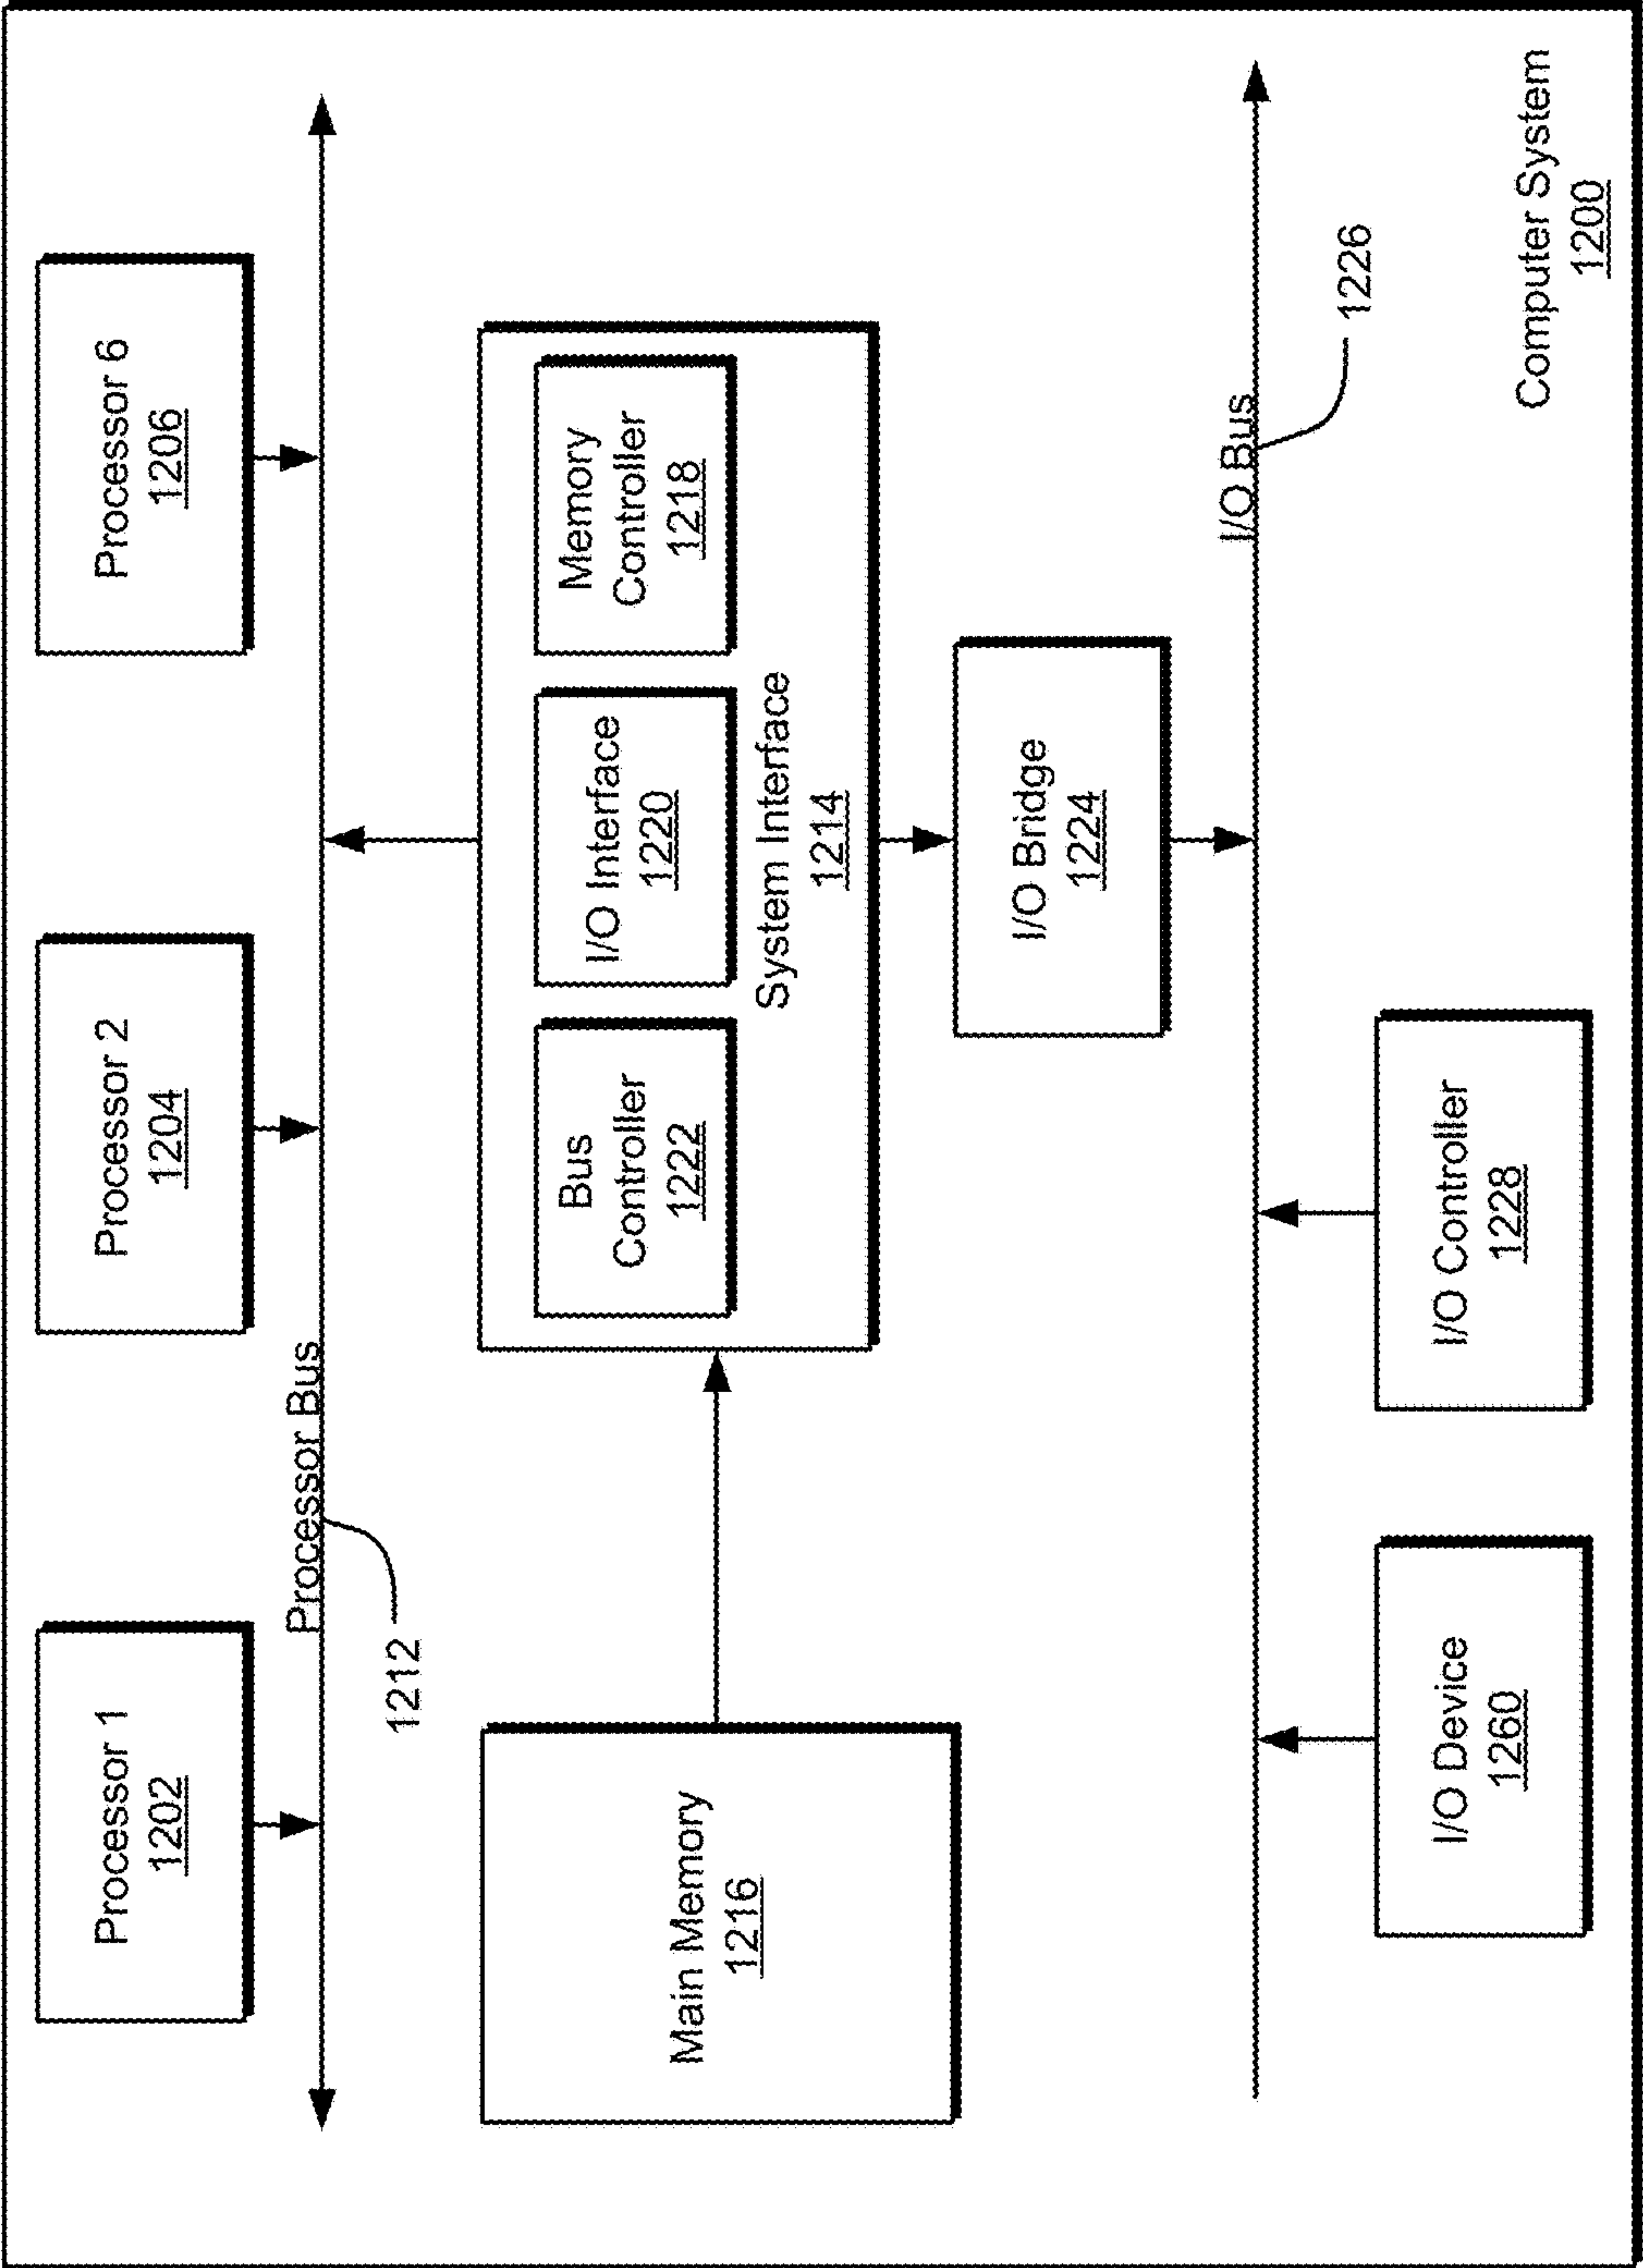 Processor 1
1202
Processor 2
1204
Processor 6
1206
Processor Bus
1212
Main Memory
1216
Bus
Controller
1222
I/O Interface
1220
Memory
Controller
1218
System Interface
1214
I/O Bridge
1224
I/O Bus
1226
I/O Device
1260
I/O Controller
1228
Computer System
1200